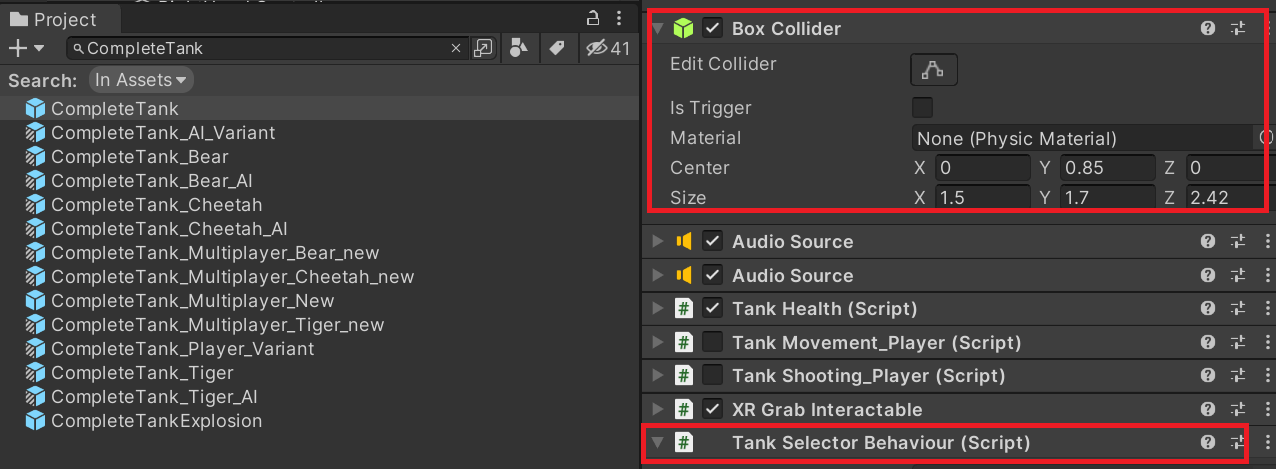 Project
CompleteTank
41
Search: In Assets
CompleteTank
CompleteTank_AI_Variant
CompleteTank_Bear
CompleteTank_Bear_AI
CompleteTank_Cheetah
CompleteTank_Cheetah_AI
CompleteTank_Multiplayer_Bear_new
CompleteTank_Multiplayer_Cheetah_new
CompleteTank_Multiplayer_New
CompleteTank_Multiplayer_Tiger_new
CompleteTank_Player_Variant
CompleteTank_Tiger
CompleteTank_Tiger_AI
CompleteTankExplosion
Box Collider
Edit Collider
Is Trigger
Material None (Physic Material)
Center X 0 Y 0.85 Z 0
Size X 1.5 Y 1.7 Z 2.42
Audio Source
Audio Source
# Tank Health (Script)
# Tank Movement_Player (Script)
# Tank Shooting_Player (Script)
# XR Grab Interactable
# Tank Selector Behaviour (Script)